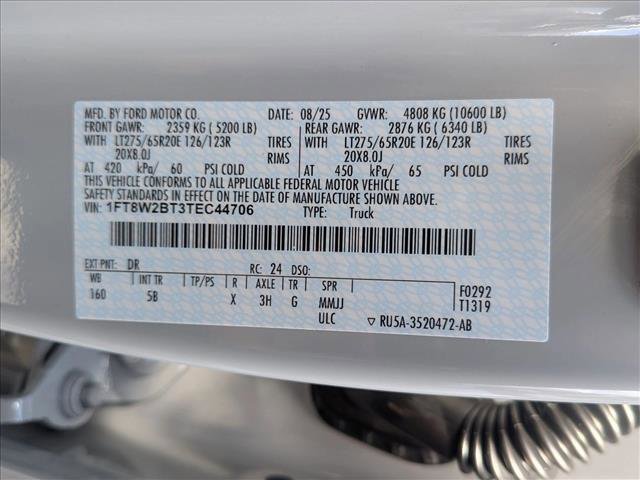 MFD. BY FORD MOTOR CO. DATE: 08/25 GVWR: 4808 KG (10600 LB)
FRONT GAWR: 2359 KG ( 5200 LB) REAR GAWR: 2876 KG ( 6340 LB)
WITH LT275/65R20E 126/123R TIRES WITH LT275/65R20E 126/123R TIRES
20X8.0J RIMS 20X8.0J RIMS
AT 420 kPa/ 60 PSI COLD AT 450 kPa/ 65 PSI COLD
THIS VEHICLE CONFORMS TO ALL APPLICABLE FEDERAL MOTOR VEHICLE
SAFETY STANDARDS IN EFFECT ON THE DATE OF MANUFACTURE SHOWN ABOVE.
VIN: 1FT8W2BT3TEC44706 TYPE: Truck
EXT PNT: DR RC: 24 DSO:
WB INT TR TP/PS R AXLE TR SPR F0292
160 5B X 3H G MMJJ T1319
ULC ▽ RU5A-3520472-AB